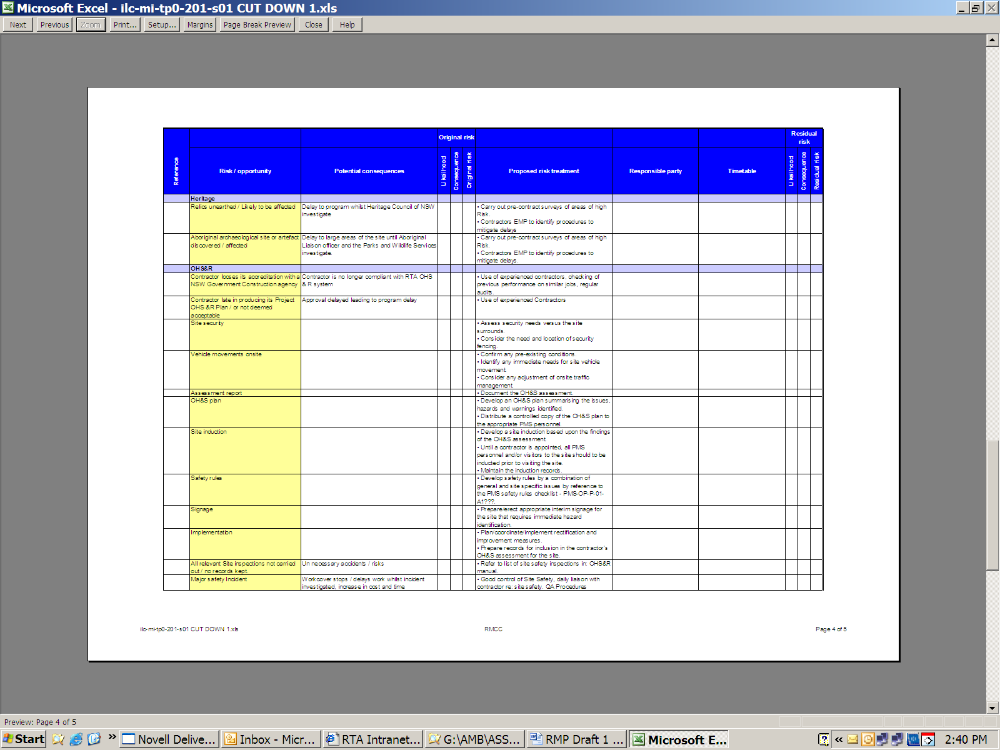 Microsoft Excel - ilc-mi-tp0-201-s01 CUT DOWN 1.xls
Next Previous Zoom Print... Setup... Margins Page Break Preview Close Help
Original risk
Residual
risk
Reference
Risk / opportunity
Potential consequences
Likelihood
Consequence
Original risk
Proposed risk treatment
Responsible party
Timetable
Likelihood
Consequence
Residual risk
Heritage
Relics unearthed / Likely to be affected
Delay to program whilst Heritage Council of NSW
investigate
• Carry out pre-contract surveys of areas of high
Risk.
• Contractors EMP to identify procedures to
mitigate delays
Aboriginal archaeological site or artefact
discovered / affected
Delay to large areas of the site until Aboriginal
Liaison officer and the Parks and Wildlife Services
investigate.
• Carry out pre-contract surveys of areas of high
Risk.
• Contractors EMP to identify procedures to
mitigate delays.
OHS&R
Contractor looses its accreditation with a
NSW Government Construction agency
Contractor is no longer compliant with RTA OHS
& R system
• Use of experienced contractors, checking of
previous performance on similar jobs, regular
audits.
Contractor late in producing its Project
OHS &R Plan / or not deemed
acceptable
Approval delayed leading to program delay
• Use of experienced Contractors
Site security
• Assess security needs versus the site
surrounds.
• Consider the need and location of security
fencing.
Vehicle movements onsite
• Confirm any pre-existing conditions.
• Identify any immediate needs for site vehicle
movement.
• Consider any adjustment of onsite traffic
management.
Assessment report
• Document the OH&S assessment.
OH&S plan
• Develop an OH&S plan summarising the issues,
hazards and warnings identified.
• Distribute a controlled copy of the OH&S plan to
the appropriate PMS personnel.
Site induction
• Develop a site induction based upon the findings
of the OH&S assessment.
• Until a contractor is appointed, all PMS
personnel and/or visitors to the site should to be
inducted prior to visiting the site.
• Maintain the induction records.
Safety rules
• Develop safety rules by a combination of
general and site specific issues by reference to
the PMS safety rules checklist - PMS-OP-P-01-
A1???.
Signage
• Prepare/erect appropriate interim signage for
the site that requires immediate hazard
identification.
Implementation
• Plan/coordinate/implement rectification and
improvement measures.
• Prepare records for inclusion in the contractor's
OH&S assessment for the site.
All relevant Site inspections not carried
out / no records kept.
Un necessary accidents / risks
• Refer to list of site safety inspections in: OHS&R
manual.
Major safety Incident
Workcover stops / delays work whilst incident
investigated, increase in cost and time
• Good control of Site Safety, daily liaison with
contractor re: site safety. QA Procedures
ilc-mi-tp0-201-s01 CUT DOWN 1.xls
RMCC
Page 4 of 5
Preview: Page 4 of 5
Start » Novell Delive... Inbox - Micr... RTA Intranet... G:\AMB\ASS... RMP Draft 1 ... Microsoft E... « 2:40 PM